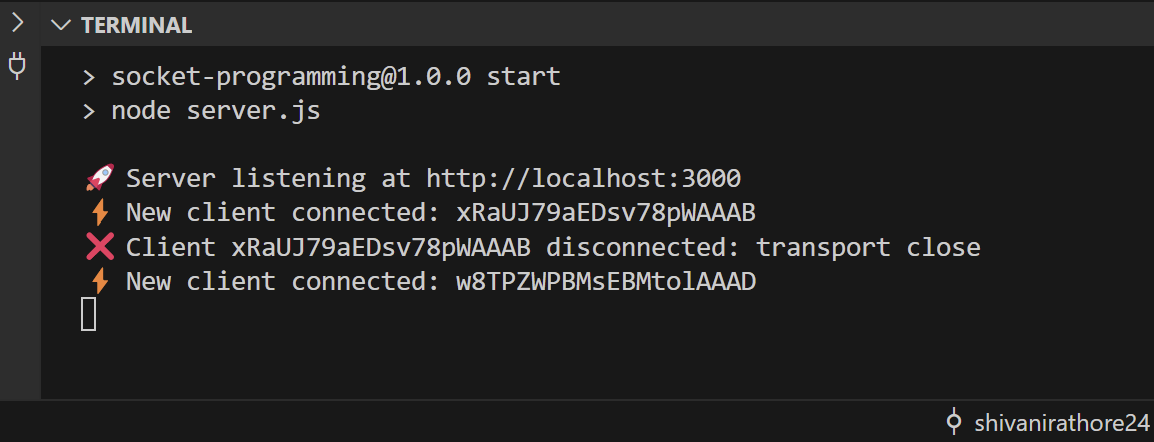 TERMINAL
> socket-programming@1.0.0 start
> node server.js
🚀 Server listening at http://localhost:3000
⚡ New client connected: xRaUJ79aEDsv78pWAAAB
❌ Client xRaUJ79aEDsv78pWAAAB disconnected: transport close
⚡ New client connected: w8TPZWPBMsEBMtolAAAD
shivanirathore24